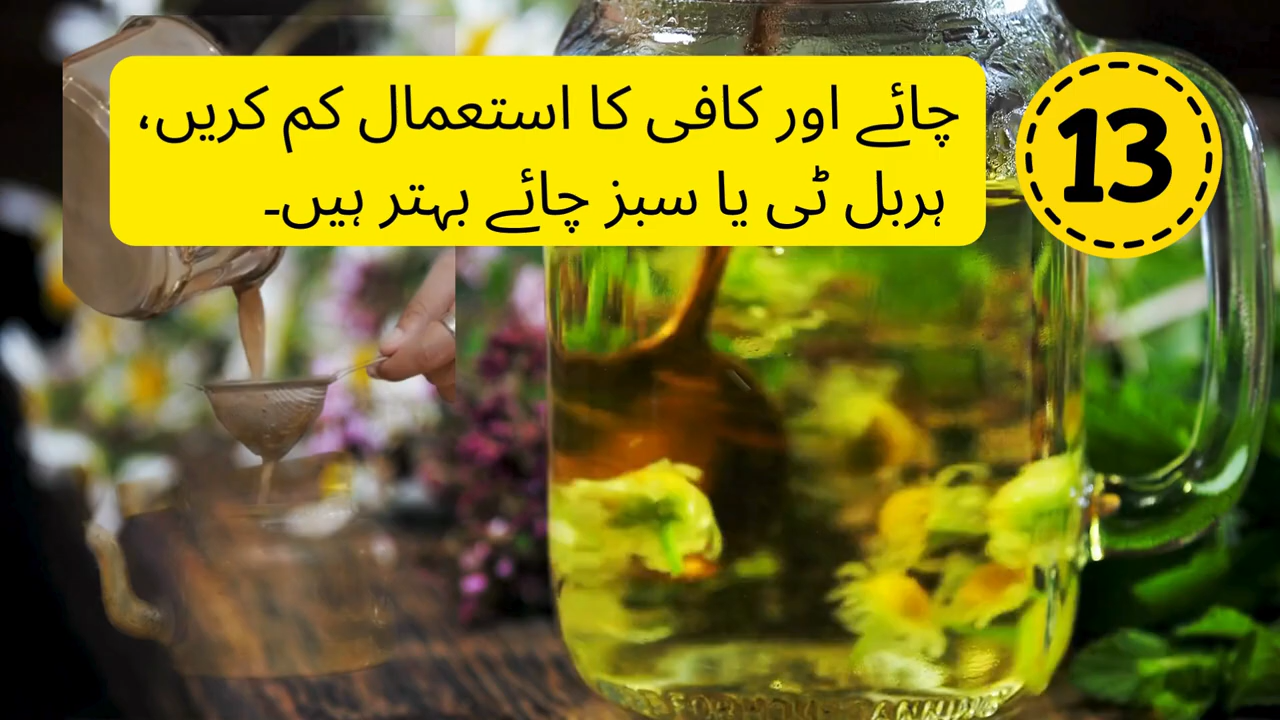 چائے اور کافی کا استعمال کم کریں،
ہربل ٹی یا سبز چائے بہتر ہیں۔
13